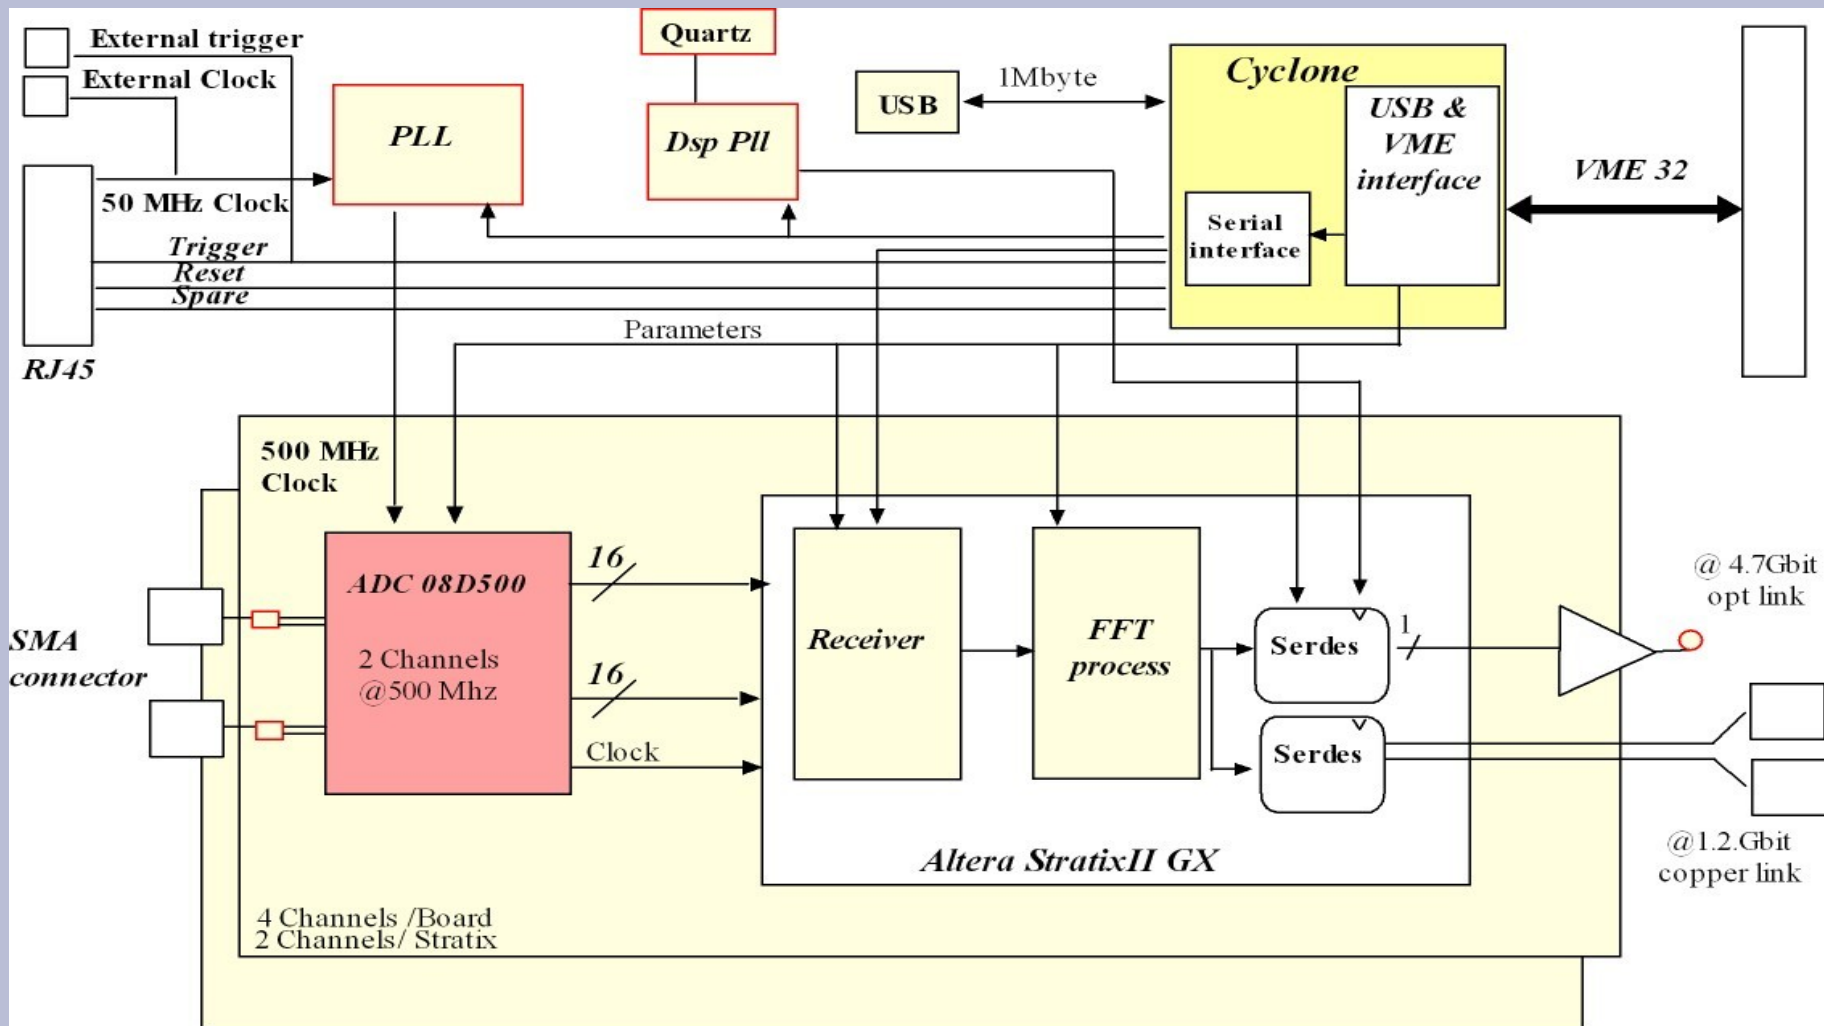 External trigger
External Clock
Quartz
PLL
Dsp Pll
USB
1Mbyte
Cyclone
USB &
VME
interface
Serial
interface
VME 32
50 MHz Clock
Trigger
Reset
Spare
RJ45
Parameters
500 MHz
Clock
ADC 08D500
2 Channels
@500 Mhz
16
16
Clock
SMA
connector
Receiver
FFT
process
Serdes
Serdes
1
@ 4.7Gbit
opt link
@1.2.Gbit
copper link
Altera StratixII GX
4 Channels /Board
2 Channels/ Stratix